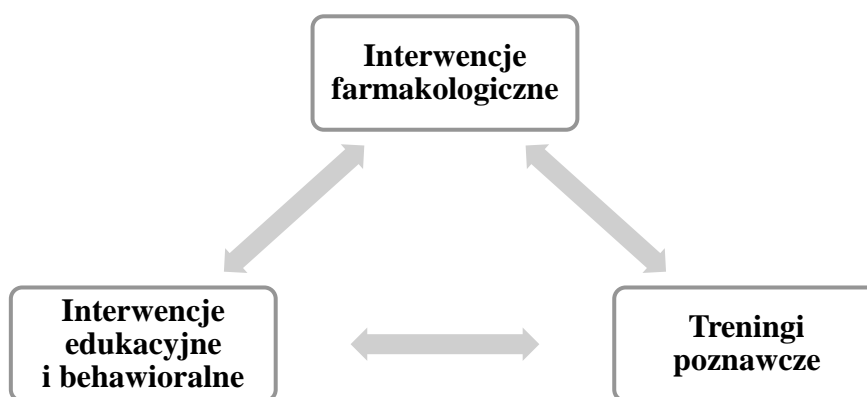 Interwencje
farmakologiczne
Interwencje
edukacyjne
i behawioralne
Treningi
poznawcze